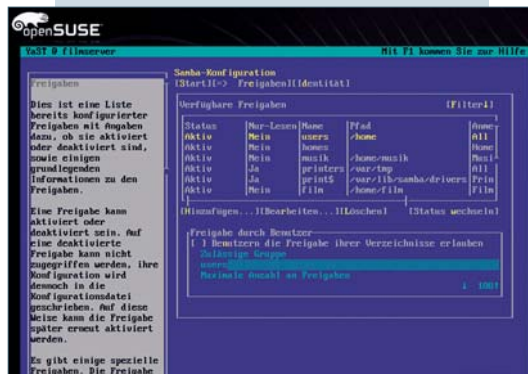 openSUSE
YaST @ filmserver
Mit F1 kommen Sie zur Hilfe
Freigaben
Dies ist eine Liste
bereits konfigurierter
Freigaben mit Angaben
dazu, ob sie aktiviert
oder deaktiviert sind,
sowie einigen
grundlegenden
Informationen zu den
Freigaben.
Eine Freigabe kann
aktiviert oder
deaktiviert sein. Auf
eine deaktivierte
Freigabe kann nicht
zugegriffen werden, ihre
Konfiguration wird
dennoch in die
Konfigurationsdatei
geschrieben. Auf diese
Weise kann die Freigabe
später erneut aktiviert
werden.
Es gibt einige spezielle
Freigaben. Die Freigabe
Samba-Konfiguration
[Start][<-> Freigaben][Identität]
Verfügbare Freigaben [Filter↓]
Status |Nur-Lesen|Name |Pfad |Anme
Aktiv |Nein |users |/home |All
Aktiv |Nein |homes | |Home
Aktiv |Nein |musik |/home/musik |Musi
Aktiv |Ja |printers|/var/tmp |All
Aktiv |Ja |print$ |/var/lib/samba/drivers|Prin
Aktiv |Nein |film |/home/film |Film
[Hinzufügen...][Bearbeiten...][Löschen] [Status wechseln]
Freigabe durch Benutzer
[ ] Benutzern die Freigabe ihrer Verzeichnisse erlauben
Zulässige Gruppe
users
Maximale Anzahl an Freigaben
100↑